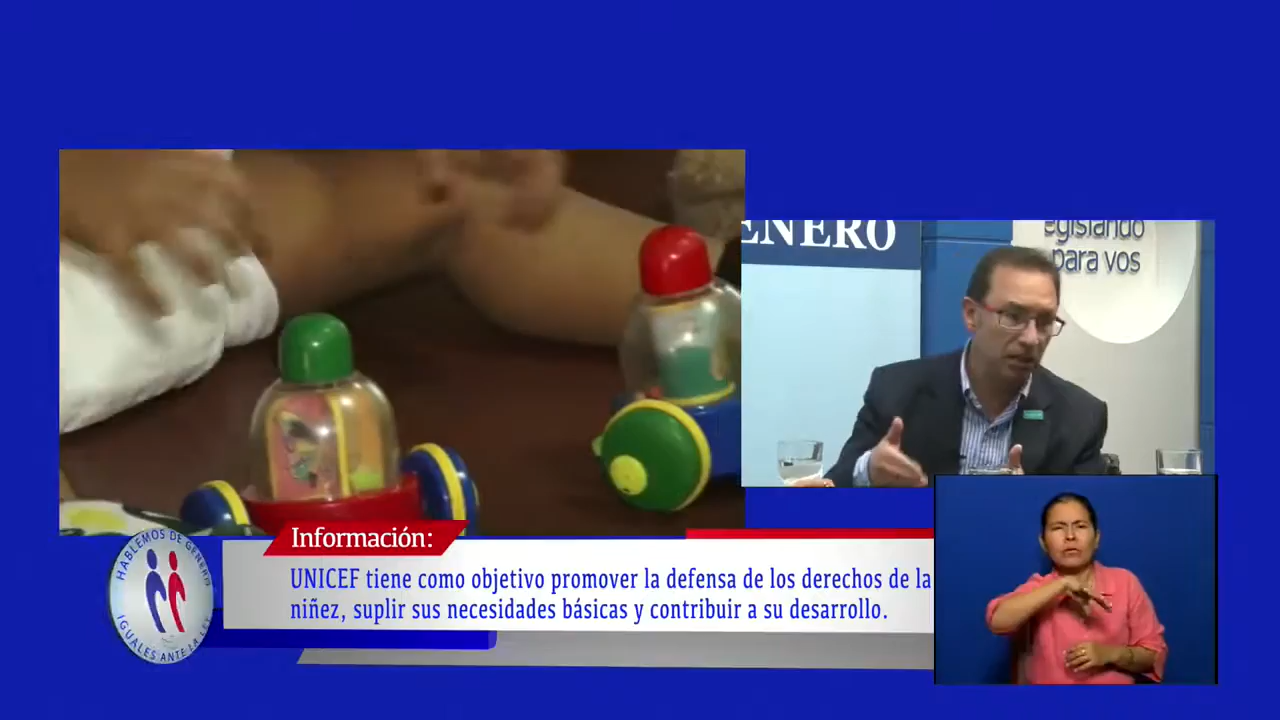 ENERO
egislando
para vos
Información:
UNICEF tiene como objetivo promover la defensa de los derechos de la
niñez, suplir sus necesidades básicas y contribuir a su desarrollo.
HABLEMOS DE GENERO
IGUALES ANTE LA LEY